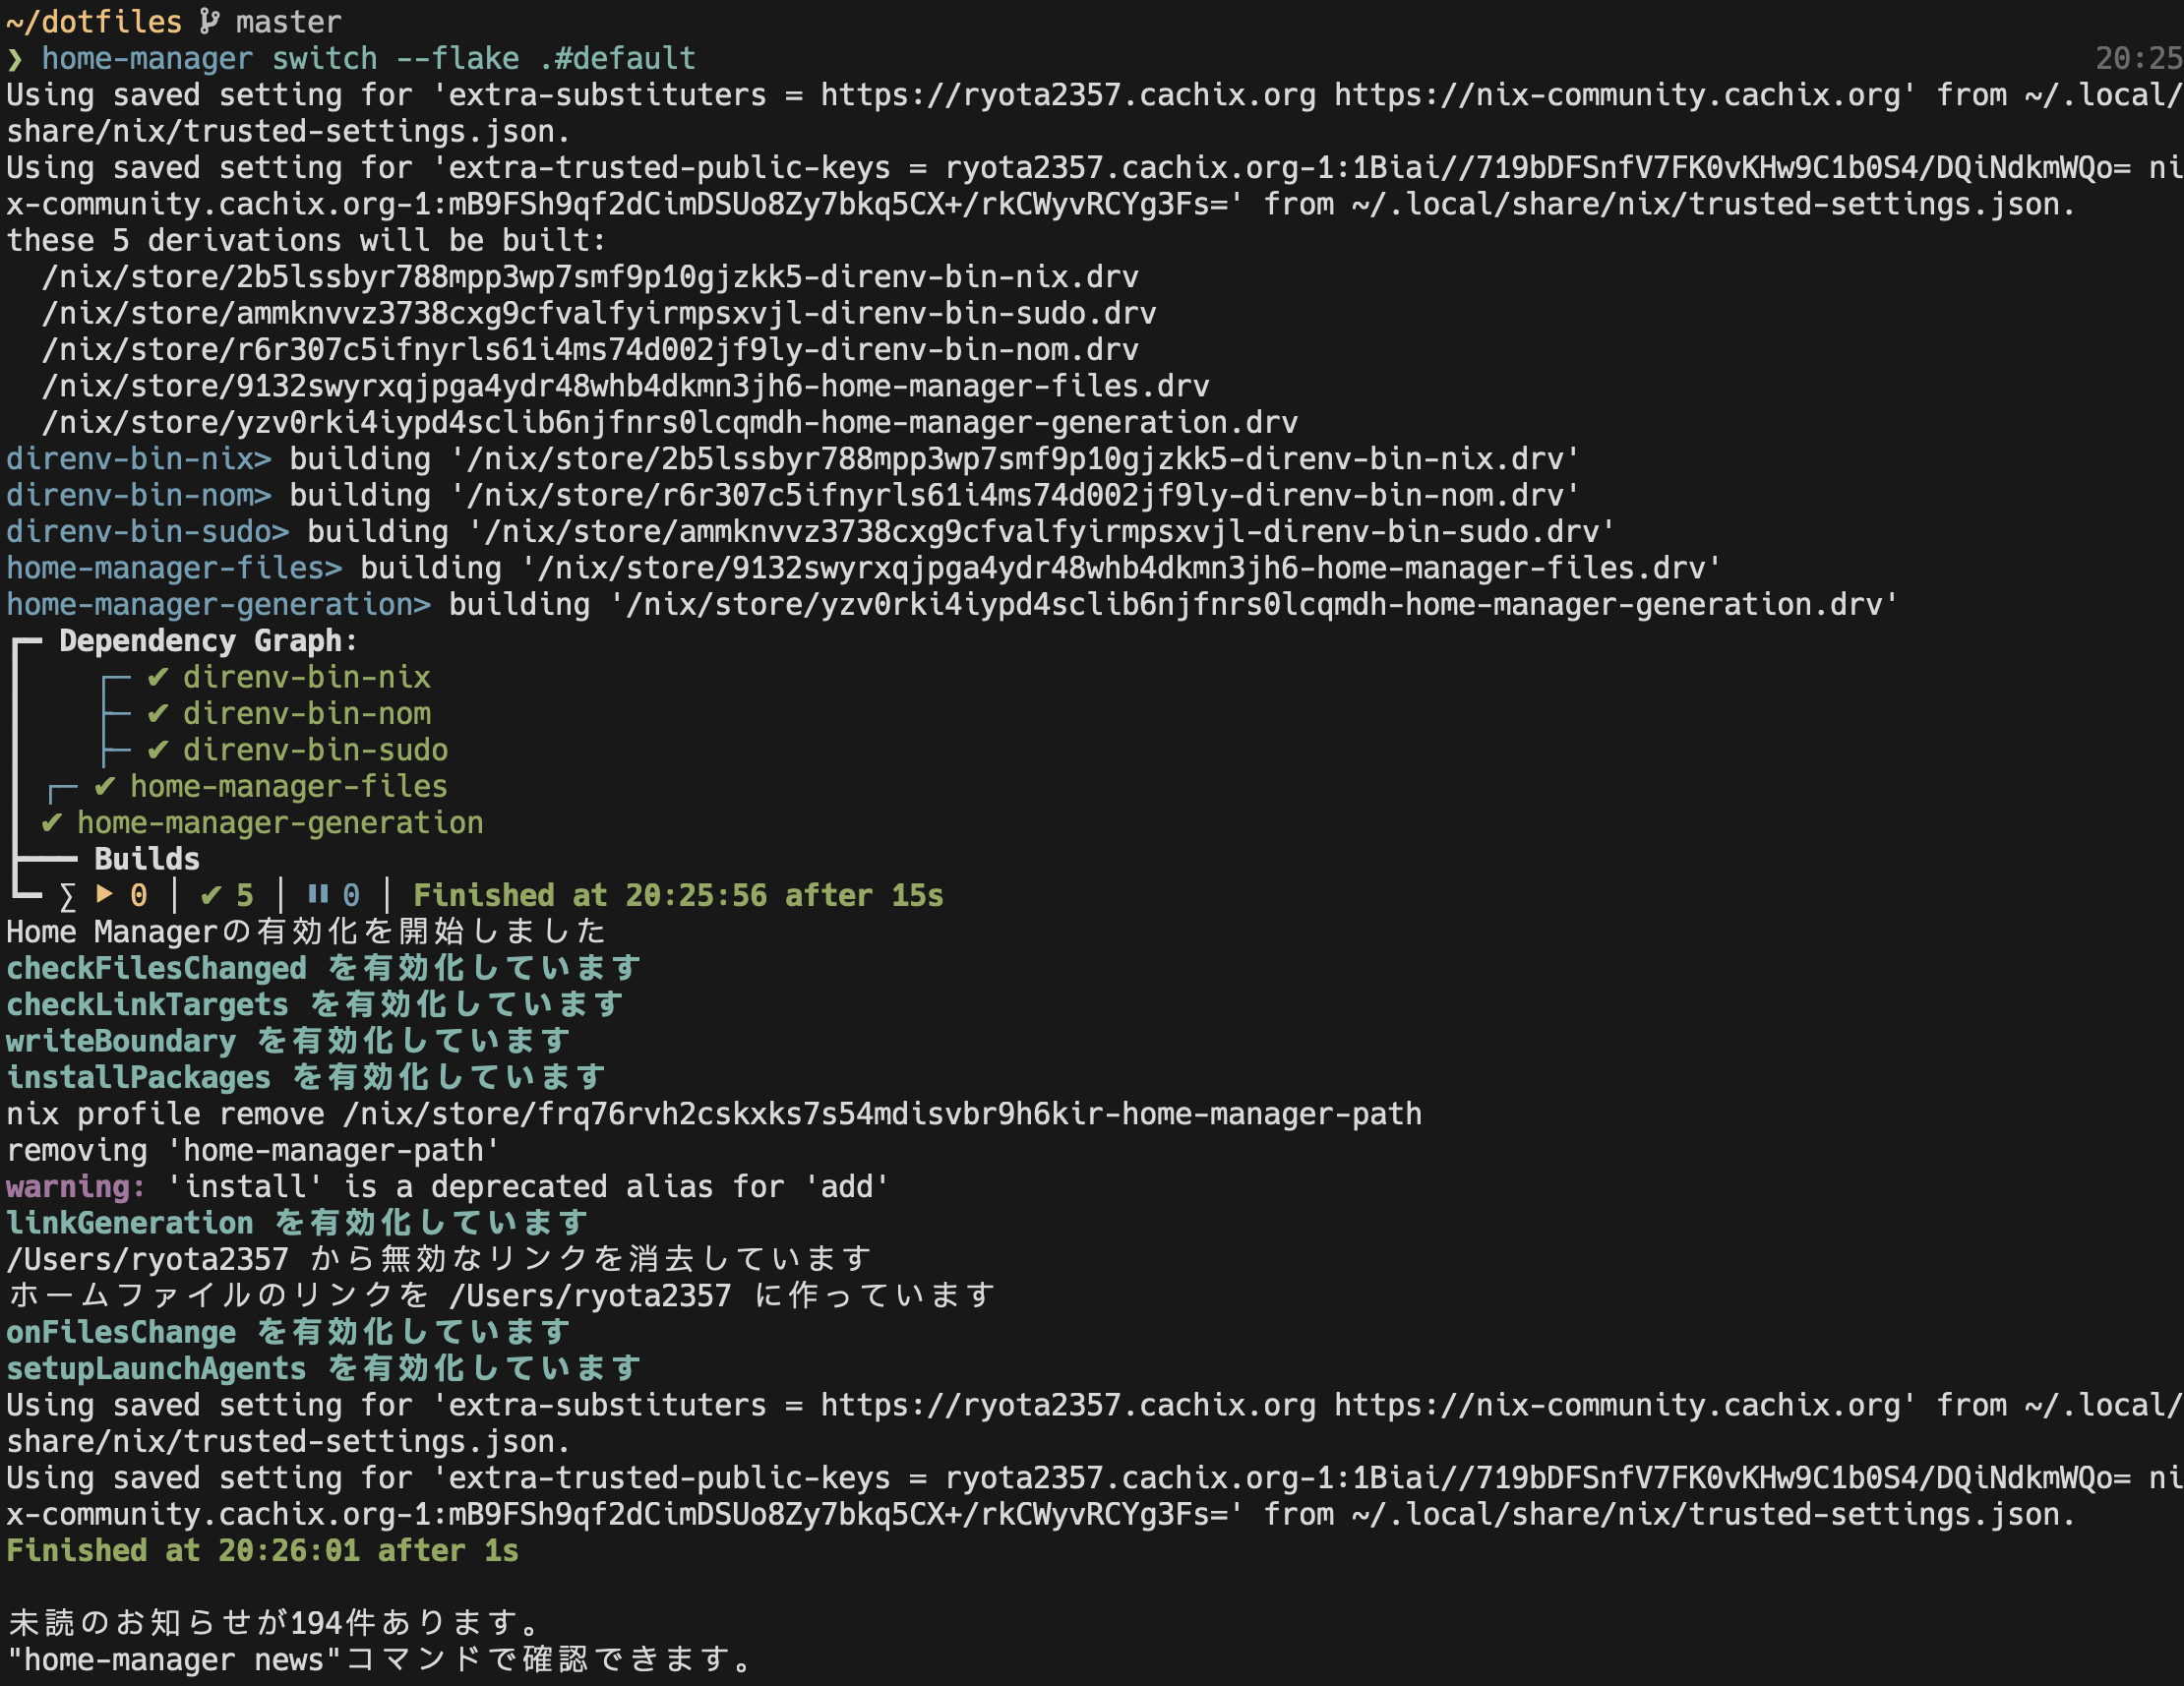 ~/dotfiles master
❯ home-manager switch --flake .#default 20:25
Using saved setting for 'extra-substituters = https://ryota2357.cachix.org https://nix-community.cachix.org' from ~/.local/
share/nix/trusted-settings.json.
Using saved setting for 'extra-trusted-public-keys = ryota2357.cachix.org-1:1Biai//719bDFSnfV7FK0vKHw9C1b0S4/DQiNdkmWQo= ni
x-community.cachix.org-1:mB9FSh9qf2dCimDSUo8Zy7bkq5CX+/rkCWyvRCYg3Fs=' from ~/.local/share/nix/trusted-settings.json.
these 5 derivations will be built:
  /nix/store/2b5lssbyr788mpp3wp7smf9p10gjzkk5-direnv-bin-nix.drv
  /nix/store/ammknvvz3738cxg9cfvalfyirmpsxvjl-direnv-bin-sudo.drv
  /nix/store/r6r307c5ifnyrls61i4ms74d002jf9ly-direnv-bin-nom.drv
  /nix/store/9132swyrxqjpga4ydr48whb4dkmn3jh6-home-manager-files.drv
  /nix/store/yzv0rki4iypd4sclib6njfnrs0lcqmdh-home-manager-generation.drv
direnv-bin-nix> building '/nix/store/2b5lssbyr788mpp3wp7smf9p10gjzkk5-direnv-bin-nix.drv'
direnv-bin-nom> building '/nix/store/r6r307c5ifnyrls61i4ms74d002jf9ly-direnv-bin-nom.drv'
direnv-bin-sudo> building '/nix/store/ammknvvz3738cxg9cfvalfyirmpsxvjl-direnv-bin-sudo.drv'
home-manager-files> building '/nix/store/9132swyrxqjpga4ydr48whb4dkmn3jh6-home-manager-files.drv'
home-manager-generation> building '/nix/store/yzv0rki4iypd4sclib6njfnrs0lcqmdh-home-manager-generation.drv'
┏━ Dependency Graph:
┃    ┌─ ✔ direnv-bin-nix
┃    ├─ ✔ direnv-bin-nom
┃    ├─ ✔ direnv-bin-sudo
┃ ┌─ ✔ home-manager-files
┃ ✔ home-manager-generation
┣━━━ Builds
┗━ ∑ ⏵ 0 │ ✔ 5 │ ⏸ 0 │ Finished at 20:25:56 after 15s
Home Managerの有効化を開始しました
checkFilesChanged を有効化しています
checkLinkTargets を有効化しています
writeBoundary を有効化しています
installPackages を有効化しています
nix profile remove /nix/store/frq76rvh2cskxks7s54mdisvbr9h6kir-home-manager-path
removing 'home-manager-path'
warning: 'install' is a deprecated alias for 'add'
linkGeneration を有効化しています
/Users/ryota2357 から無効なリンクを消去しています
ホームファイルのリンクを /Users/ryota2357 に作っています
onFilesChange を有効化しています
setupLaunchAgents を有効化しています
Using saved setting for 'extra-substituters = https://ryota2357.cachix.org https://nix-community.cachix.org' from ~/.local/
share/nix/trusted-settings.json.
Using saved setting for 'extra-trusted-public-keys = ryota2357.cachix.org-1:1Biai//719bDFSnfV7FK0vKHw9C1b0S4/DQiNdkmWQo= ni
x-community.cachix.org-1:mB9FSh9qf2dCimDSUo8Zy7bkq5CX+/rkCWyvRCYg3Fs=' from ~/.local/share/nix/trusted-settings.json.
Finished at 20:26:01 after 1s
未読のお知らせが194件あります。
"home-manager news"コマンドで確認できます。